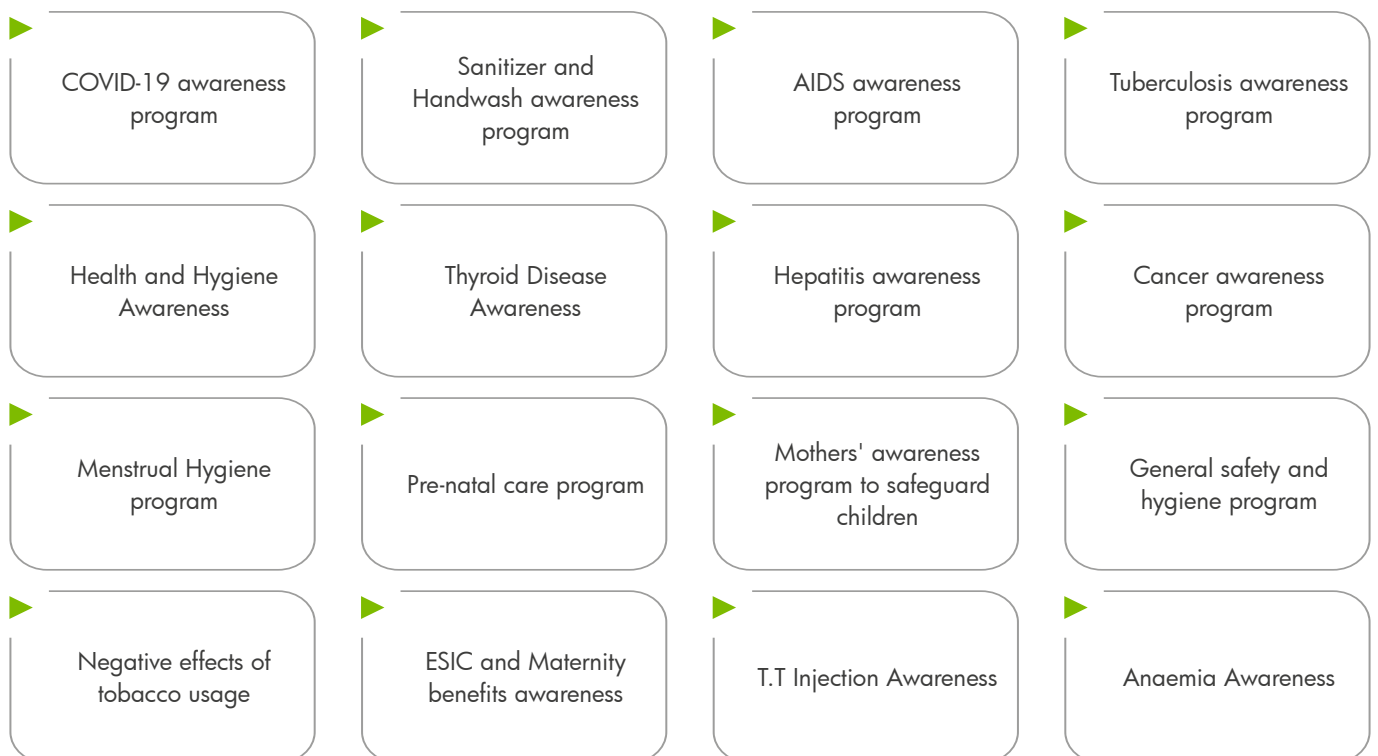 COVID-19 awareness
program
Sanitizer and
Handwash awareness
program
AIDS awareness
program
Tuberculosis awareness
program
Health and Hygiene
Awareness
Thyroid Disease
Awareness
Hepatitis awareness
program
Cancer awareness
program
Menstrual Hygiene
program
Pre-natal care program
Mothers' awareness
program to safeguard
children
General safety and
hygiene program
Negative effects of
tobacco usage
ESIC and Maternity
benefits awareness
T.T Injection Awareness
Anaemia Awareness